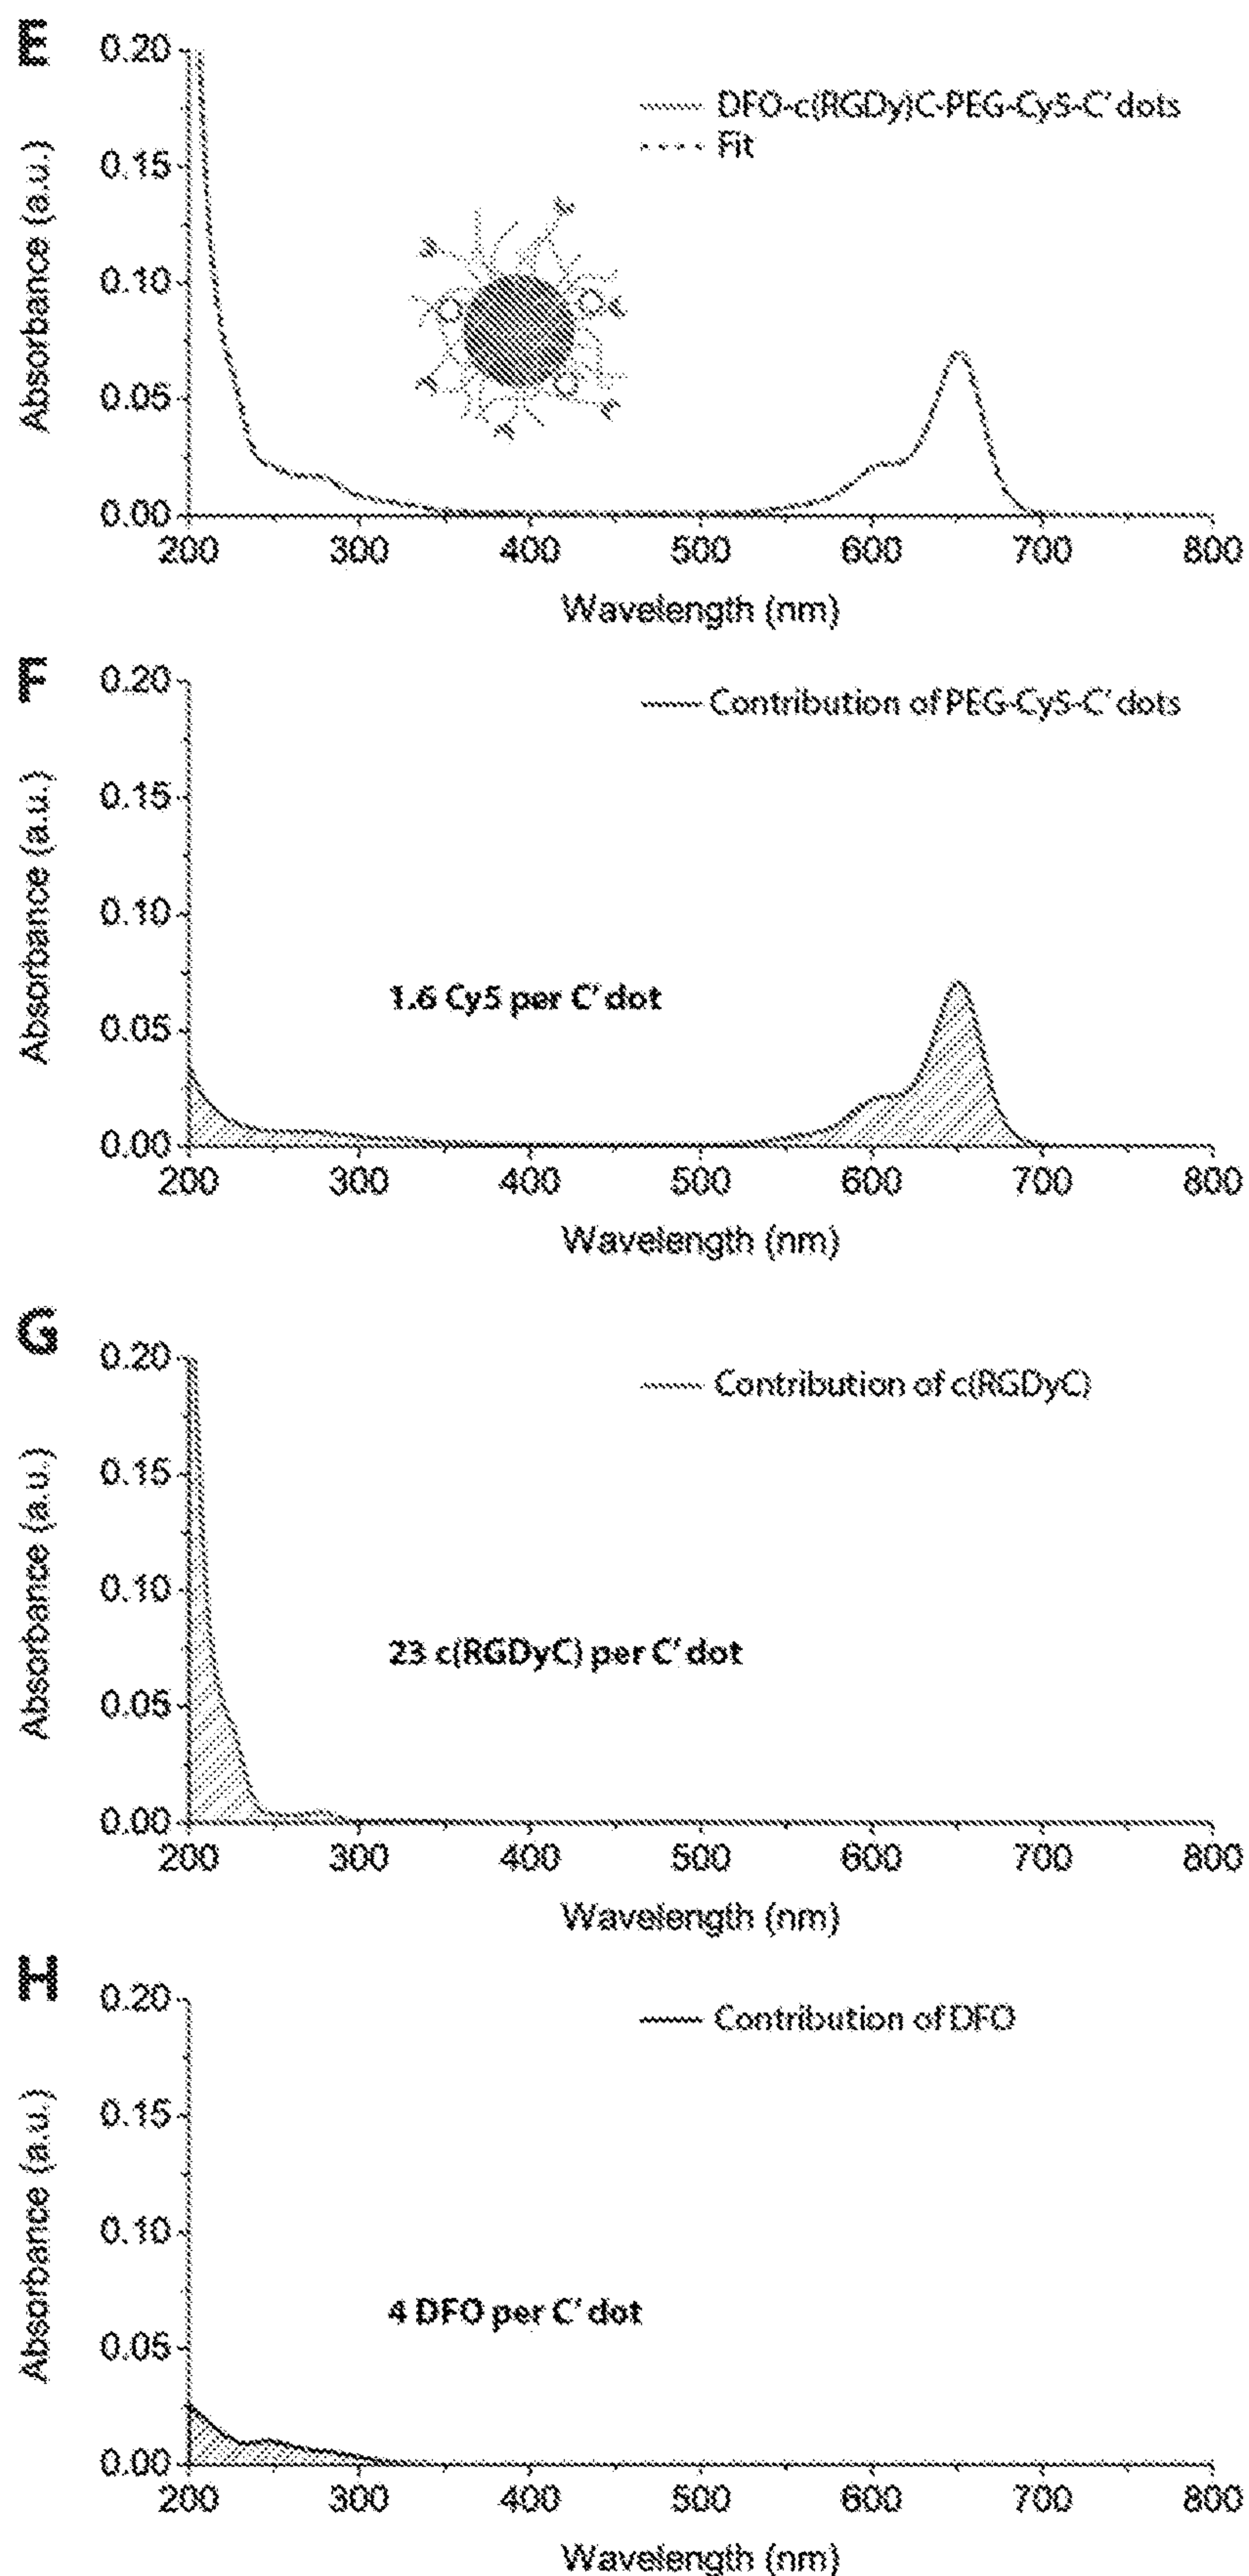 E
0.20
0.15
0.10
0.05
0.00
Absorbance (a.u.)
DFO-c(RGDy)C-PEG-Cy5-C' dots
Fit
200 300 400 500 600 700 800
Wavelength (nm)
F
0.20
0.15
0.10
0.05
0.00
Absorbance (a.u.)
Contribution of PEG-Cy5-C' dots
1.6 Cy5 per C' dot
200 300 400 500 600 700 800
Wavelength (nm)
G
0.20
0.15
0.10
0.05
0.00
Absorbance (a.u.)
Contribution of c(RGDyC)
23 c(RGDyC) per C' dot
200 300 400 500 600 700 800
Wavelength (nm)
H
0.20
0.15
0.10
0.05
0.00
Absorbance (a.u.)
Contribution of DFO
4 DFO per C' dot
200 300 400 500 600 700 800
Wavelength (nm)